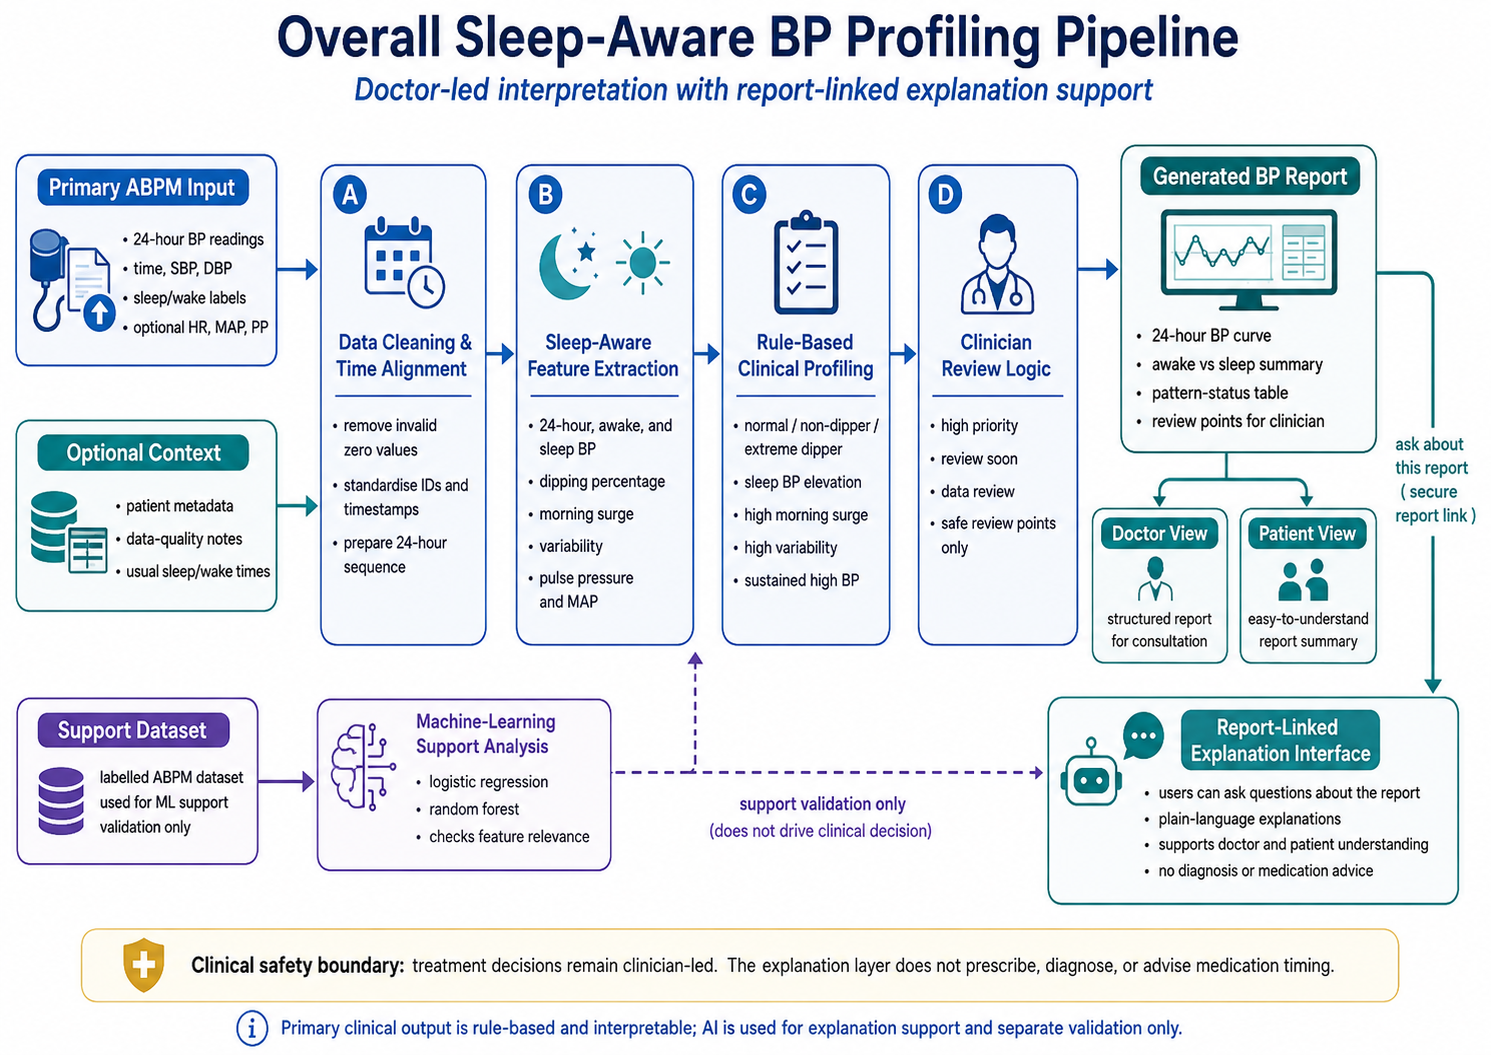 Overall Sleep-Aware BP Profiling Pipeline
Doctor-led interpretation with report-linked explanation support
Primary ABPM Input
• 24-hour BP readings
• time, SBP, DBP
• sleep/wake labels
• optional HR, MAP, PP
Optional Context
• patient metadata
• data-quality notes
• usual sleep/wake times
A
Data Cleaning &
Time Alignment
• remove invalid
zero values
• standardise IDs and
timestamps
• prepare 24-hour
sequence
B
Sleep-Aware
Feature Extraction
• 24-hour, awake, and
sleep BP
• dipping percentage
• morning surge
• variability
• pulse pressure
and MAP
C
Rule-Based
Clinical Profiling
• normal / non-dipper /
extreme dipper
• sleep BP elevation
• high morning surge
• high variability
• sustained high BP
D
Clinician
Review Logic
• high priority
• review soon
• data review
• safe review points
only
Generated BP Report
• 24-hour BP curve
• awake vs sleep summary
• pattern-status table
• review points for clinician
Doctor View
structured report
for consultation
Patient View
easy-to-understand
report summary
ask about
this report
( secure
report link )
Support Dataset
labelled ABPM dataset
used for ML support
validation only
Machine-Learning
Support Analysis
• logistic regression
• random forest
• checks feature relevance
support validation only
(does not drive clinical decision)
Report-Linked
Explanation Interface
• users can ask questions about the report
• plain-language explanations
• supports doctor and patient understanding
• no diagnosis or medication advice
Clinical safety boundary: treatment decisions remain clinician-led. The explanation layer does not prescribe, diagnose, or advise medication timing.
i Primary clinical output is rule-based and interpretable; AI is used for explanation support and separate validation only.